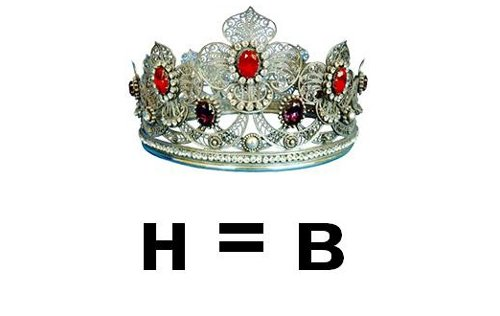 H = B